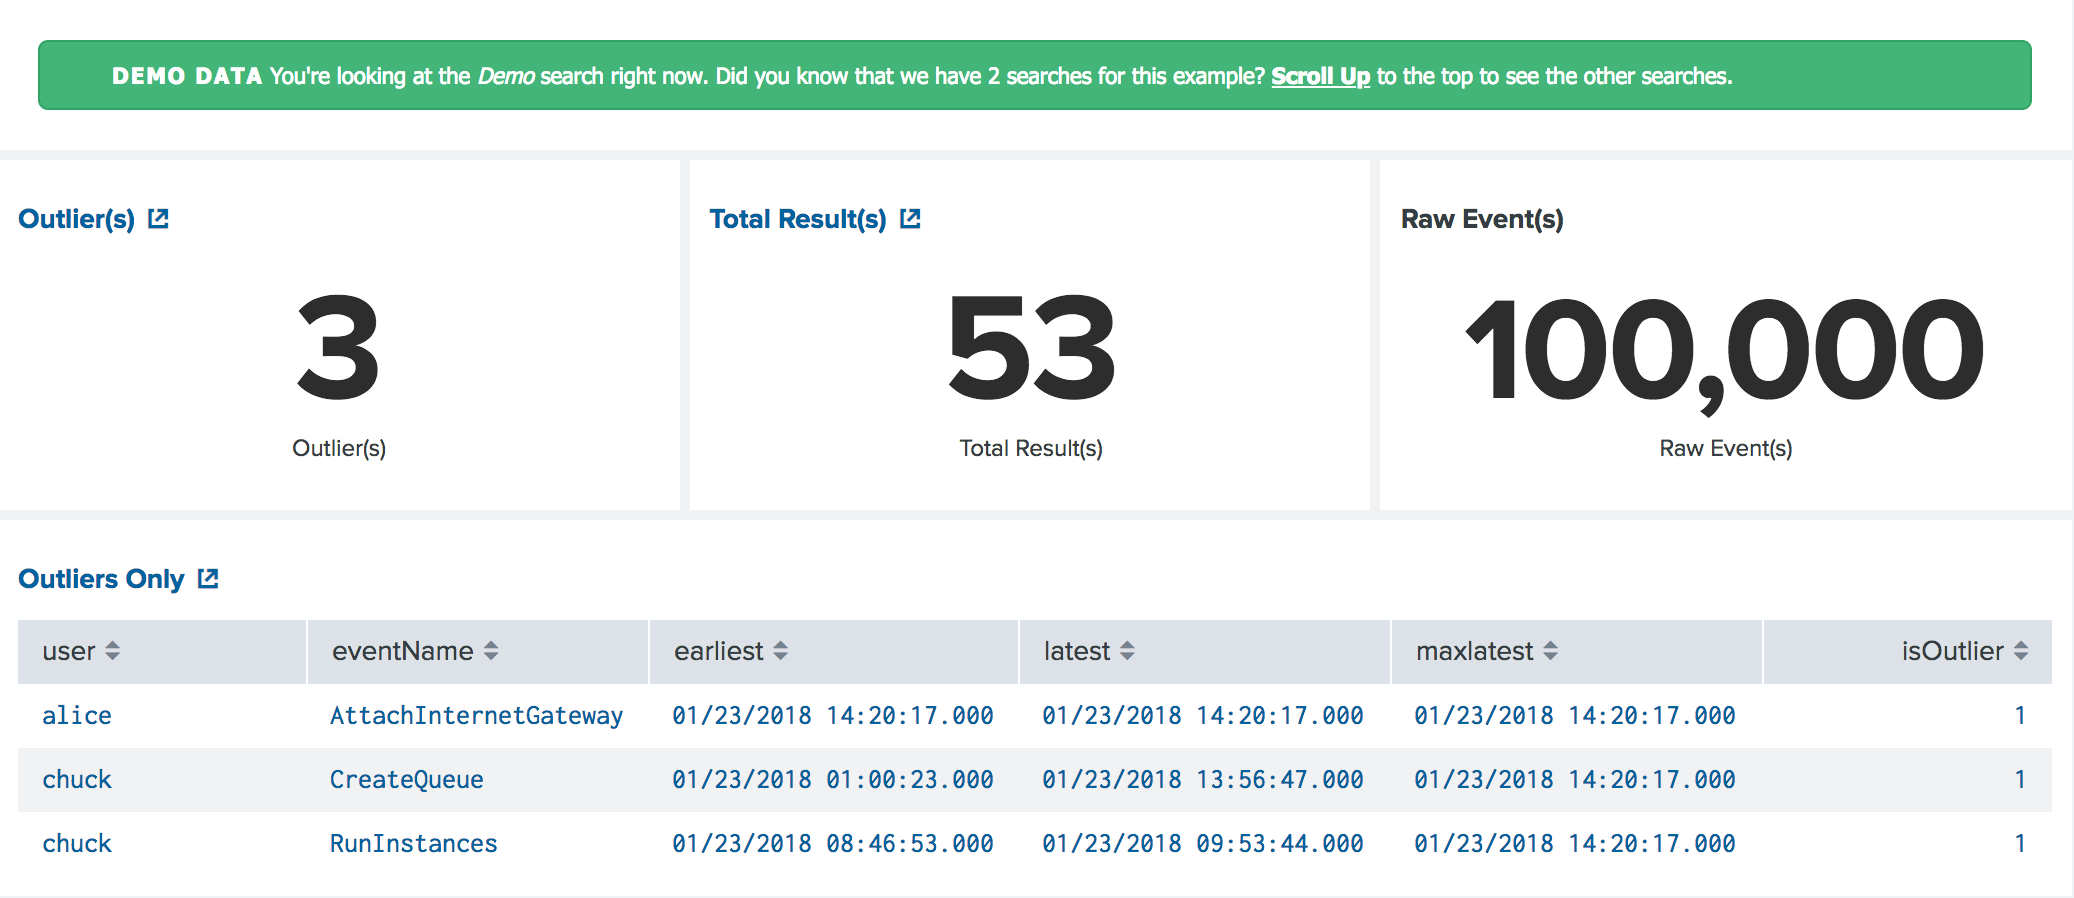 DEMO DATA You're looking at the Demo search right now. Did you know that we have 2 searches for this example? Scroll Up to the top to see the other searches.
Outlier(s) Total Result(s) Raw Event(s)
3 53 100,000
Outlier(s) Total Result(s) Raw Event(s)
Outliers Only
user eventName earliest latest maxlatest isOutlier
alice AttachInternetGateway 01/23/2018 14:20:17.000 01/23/2018 14:20:17.000 01/23/2018 14:20:17.000 1
chuck CreateQueue 01/23/2018 01:00:23.000 01/23/2018 13:56:47.000 01/23/2018 14:20:17.000 1
chuck RunInstances 01/23/2018 08:46:53.000 01/23/2018 09:53:44.000 01/23/2018 14:20:17.000 1